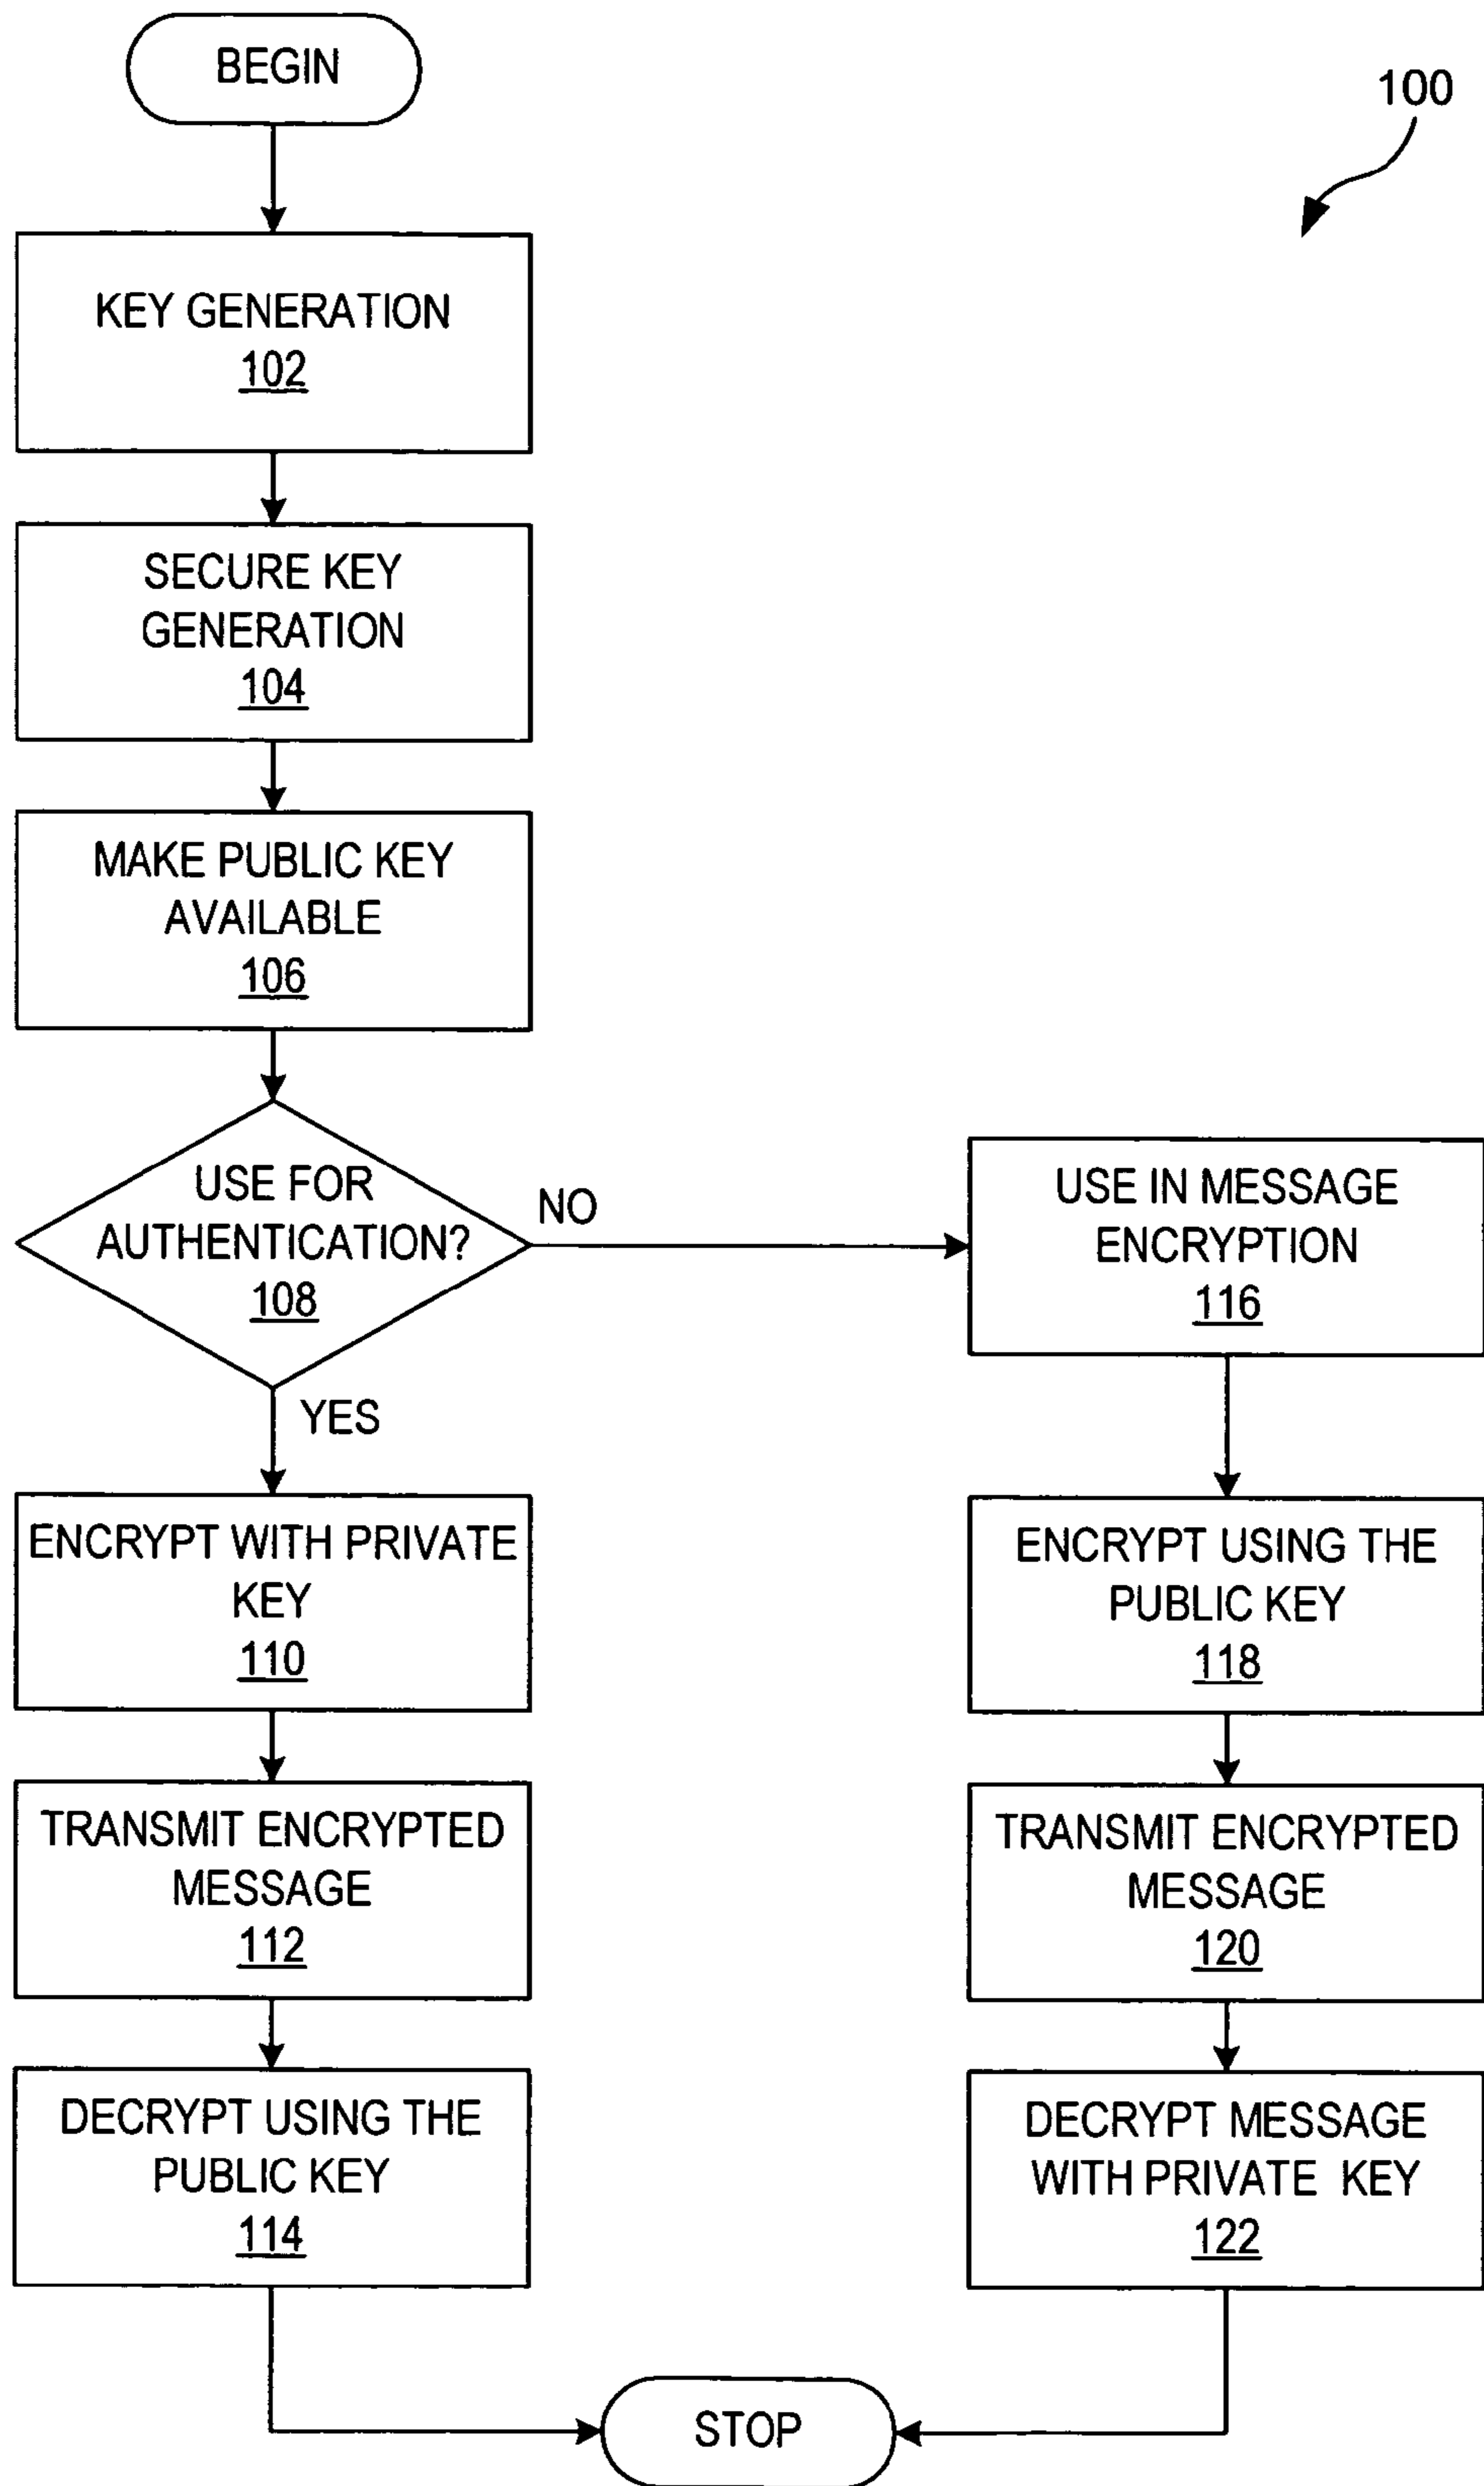 BEGIN
100
KEY GENERATION
102
SECURE KEY
GENERATION
104
MAKE PUBLIC KEY
AVAILABLE
106
USE FOR
AUTHENTICATION?
108
NO
YES
USE IN MESSAGE
ENCRYPTION
116
ENCRYPT WITH PRIVATE
KEY
110
TRANSMIT ENCRYPTED
MESSAGE
112
DECRYPT USING THE
PUBLIC KEY
114
ENCRYPT USING THE
PUBLIC KEY
118
TRANSMIT ENCRYPTED
MESSAGE
120
DECRYPT MESSAGE
WITH PRIVATE KEY
122
STOP